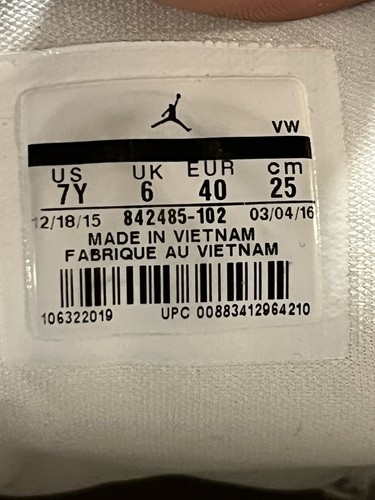 VW
US UK EUR cm
7Y 6 40 25
12/18/15 842485-102 03/04/16
MADE IN VIETNAM
FABRIQUE AU VIETNAM
106322019 UPC 00883412964210